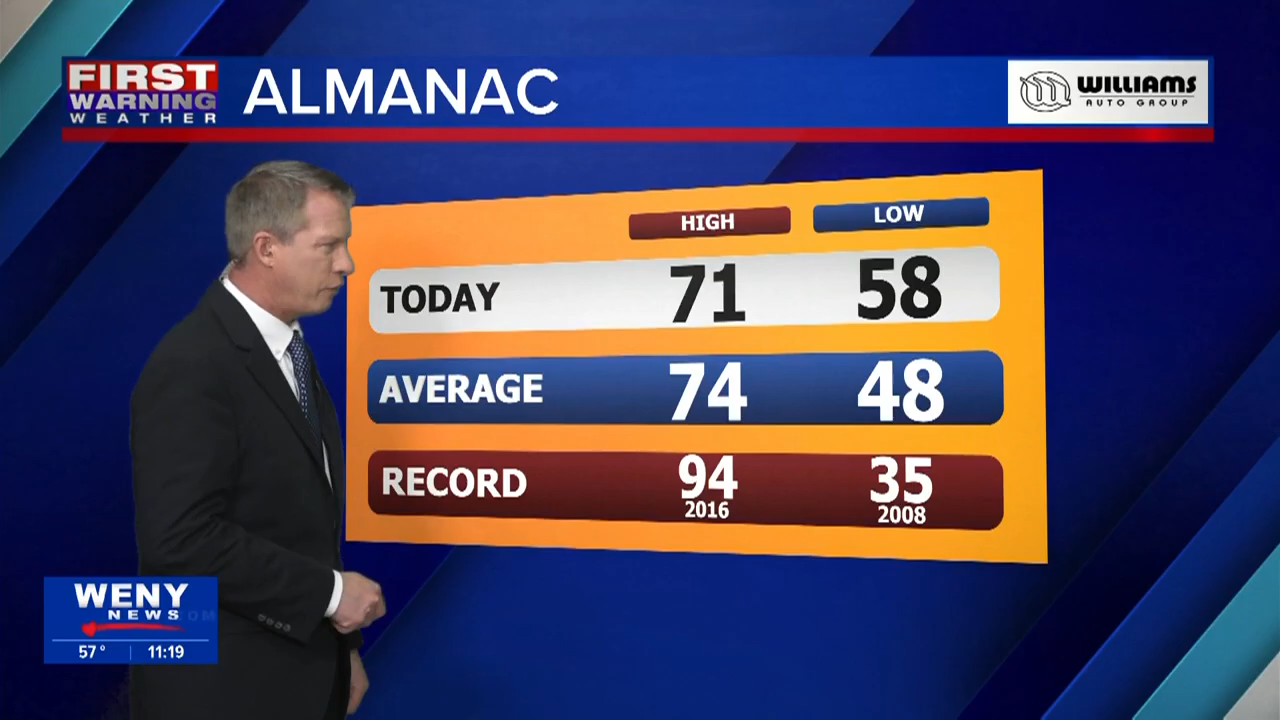 FIRST
WARNING
WEATHER
ALMANAC
WILLIAMS
AUTO GROUP
HIGH LOW
TODAY 71 58
AVERAGE 74 48
RECORD 94 35
2016 2008
WENY
NEWS
57° 11:19